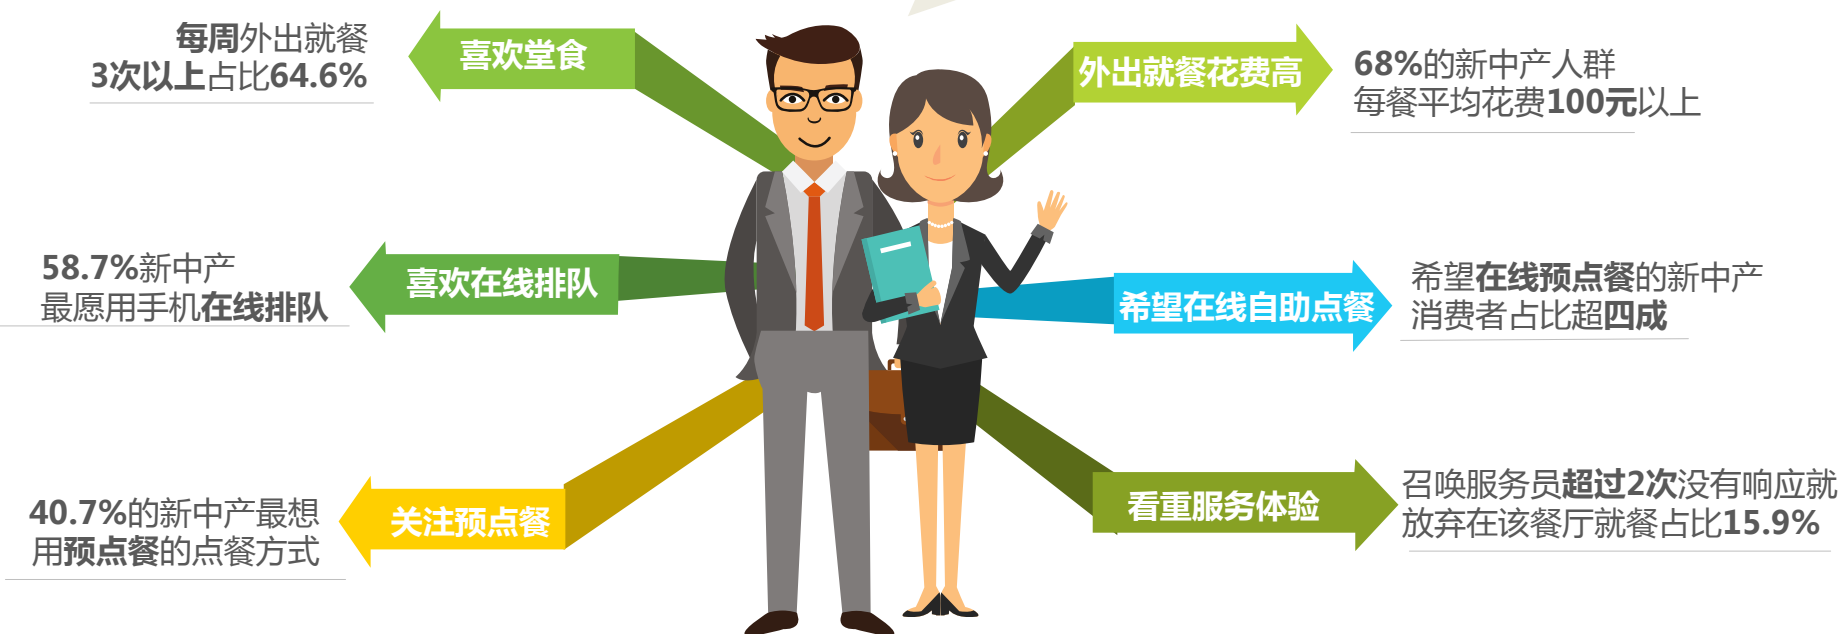 每周外出就餐
3次以上占比64.6%
喜欢堂食
外出就餐花费高
68%的新中产人群
每餐平均花费100元以上
58.7%新中产
最愿用手机在线排队
喜欢在线排队
希望在线自助点餐
希望在线预点餐的新中产
消费者占比超四成
40.7%的新中产最想
用预点餐的点餐方式
关注预点餐
看重服务体验
召唤服务员超过2次没有响应就
放弃在该餐厅就餐占比15.9%